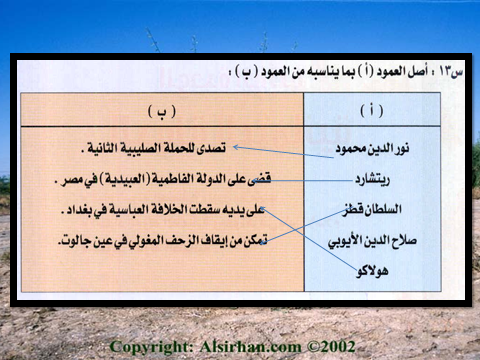 س١٣ : أصل العمود (أ) بما يناسبه من العمود (ب) :
(أ) (ب)
نور الدين محمود تصدى للحملة الصليبية الثانية .
ريتشارد قضى على الدولة الفاطمية (العبيدية) في مصر .
السلطان قطز على يديه سقطت الخلافة العباسية في بغداد .
صلاح الدين الأيوبي تمكن من إيقاف الزحف المغولي في عين جالوت .
هولاكو
Copyright: Alsirhan.com ©2002